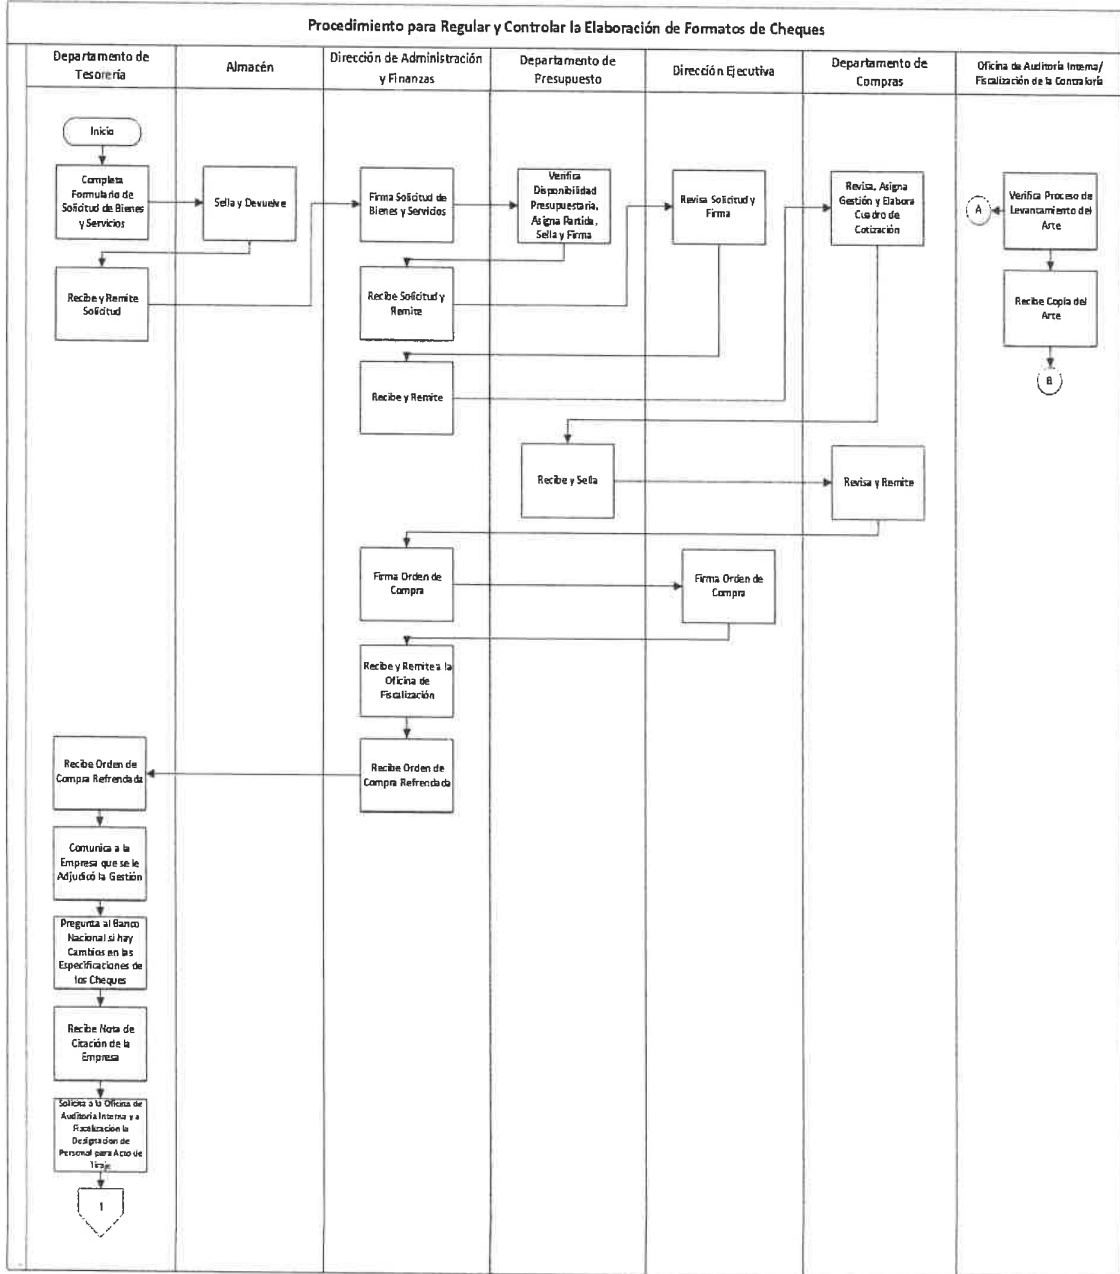 Procedimiento para Regular y Controlar la Elaboración de Formatos de Cheques
Departamento de
Tesorería
Almacén
Dirección de Administración
y Finanzas
Departamento de
Presupuesto
Dirección Ejecutiva
Departamento de
Compras
Oficina de Auditoría Interna/
Fiscalización de la Contraloría
Inicio
Completa
Formulario de
Solicitud de Bienes
y Servicios
Sella y Devuelve
Firma Solicitud de
Bienes y Servicios
Verifica
Disponibilidad
Presupuestaria,
Asigna Partida,
Sella y Firma
Revisa Solicitud y
Firma
Revisa, Asigna
Gestión y Elabora
Cuadro de
Cotización
A
Verifica Proceso de
Levantamiento del
Arte
Recibe y Remite
Solicitud
Recibe Solicitud y
Remite
Recibe Copia del
Arte
B
Recibe y Remite
Recibe y Sella
Revisa y Remite
Firma Orden de
Compra
Firma Orden de
Compra
Recibe y Remite a la
Oficina de
Fiscalización
Recibe Orden de
Compra Refrendada
Recibe Orden de
Compra Refrendada
Comunica a la
Empresa que se le
Adjudicó la Gestión
Pregunta al Banco
Nacional si hay
Cambios en las
Especificaciones de
los Cheques
Recibe Nota de
Citación de la
Empresa
Solicita a la Oficina de
Auditoría Interna y a
Fiscalización la
Designación de
Personal para Acto de
Tiraje
1